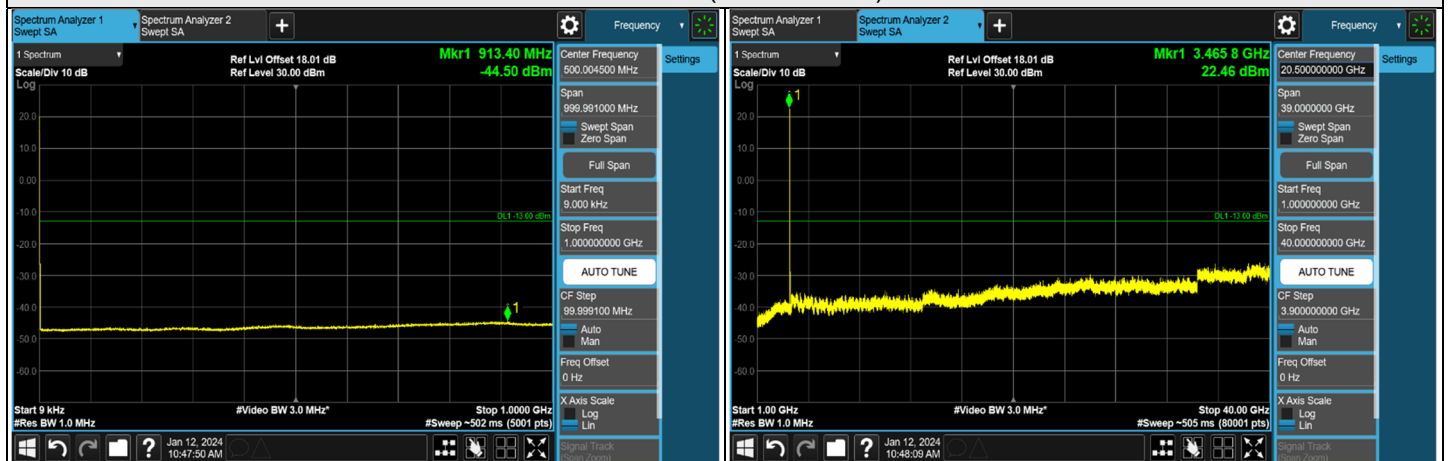 Spectrum Analyzer 1
Swept SA
Spectrum Analyzer 2
Swept SA
+
Frequency
1 Spectrum
Scale/Div 10 dB
Log
Ref Lvl Offset 18.01 dB
Ref Level 30.00 dBm
Mkr1 913.40 MHz
-44.50 dBm
20.0
10.0
0.00
-10.0
-20.0
-30.0
-40.0
-50.0
-60.0
DL1 -13.00 dBm
1
Start 9 kHz
#Res BW 1.0 MHz
#Video BW 3.0 MHz*
Stop 1.0000 GHz
#Sweep ~502 ms (5001 pts)
Center Frequency
500.004500 MHz
Settings
Span
999.991000 MHz
Swept Span
Zero Span
Full Span
Start Freq
9.000 kHz
Stop Freq
1.000000000 GHz
AUTO TUNE
CF Step
99.999100 MHz
Auto
Man
Freq Offset
0 Hz
X Axis Scale
Log
Lin
Signal Track
(Span Zoom)
?
Jan 12, 2024
10:47:50 AM
Spectrum Analyzer 1
Swept SA
Spectrum Analyzer 2
Swept SA
+
Frequency
1 Spectrum
Scale/Div 10 dB
Log
Ref Lvl Offset 18.01 dB
Ref Level 30.00 dBm
Mkr1 3.465 8 GHz
22.46 dBm
1
20.0
10.0
0.00
-10.0
-20.0
-30.0
-40.0
-50.0
-60.0
DL1 -13.00 dBm
Start 1.00 GHz
#Res BW 1.0 MHz
#Video BW 3.0 MHz*
Stop 40.00 GHz
#Sweep ~505 ms (80001 pts)
Center Frequency
20.500000000 GHz
Settings
Span
39.0000000 GHz
Swept Span
Zero Span
Full Span
Start Freq
1.000000000 GHz
Stop Freq
40.000000000 GHz
AUTO TUNE
CF Step
3.900000000 GHz
Auto
Man
Freq Offset
0 Hz
X Axis Scale
Log
Lin
Signal Track
(Span Zoom)
?
Jan 12, 2024
10:48:09 AM